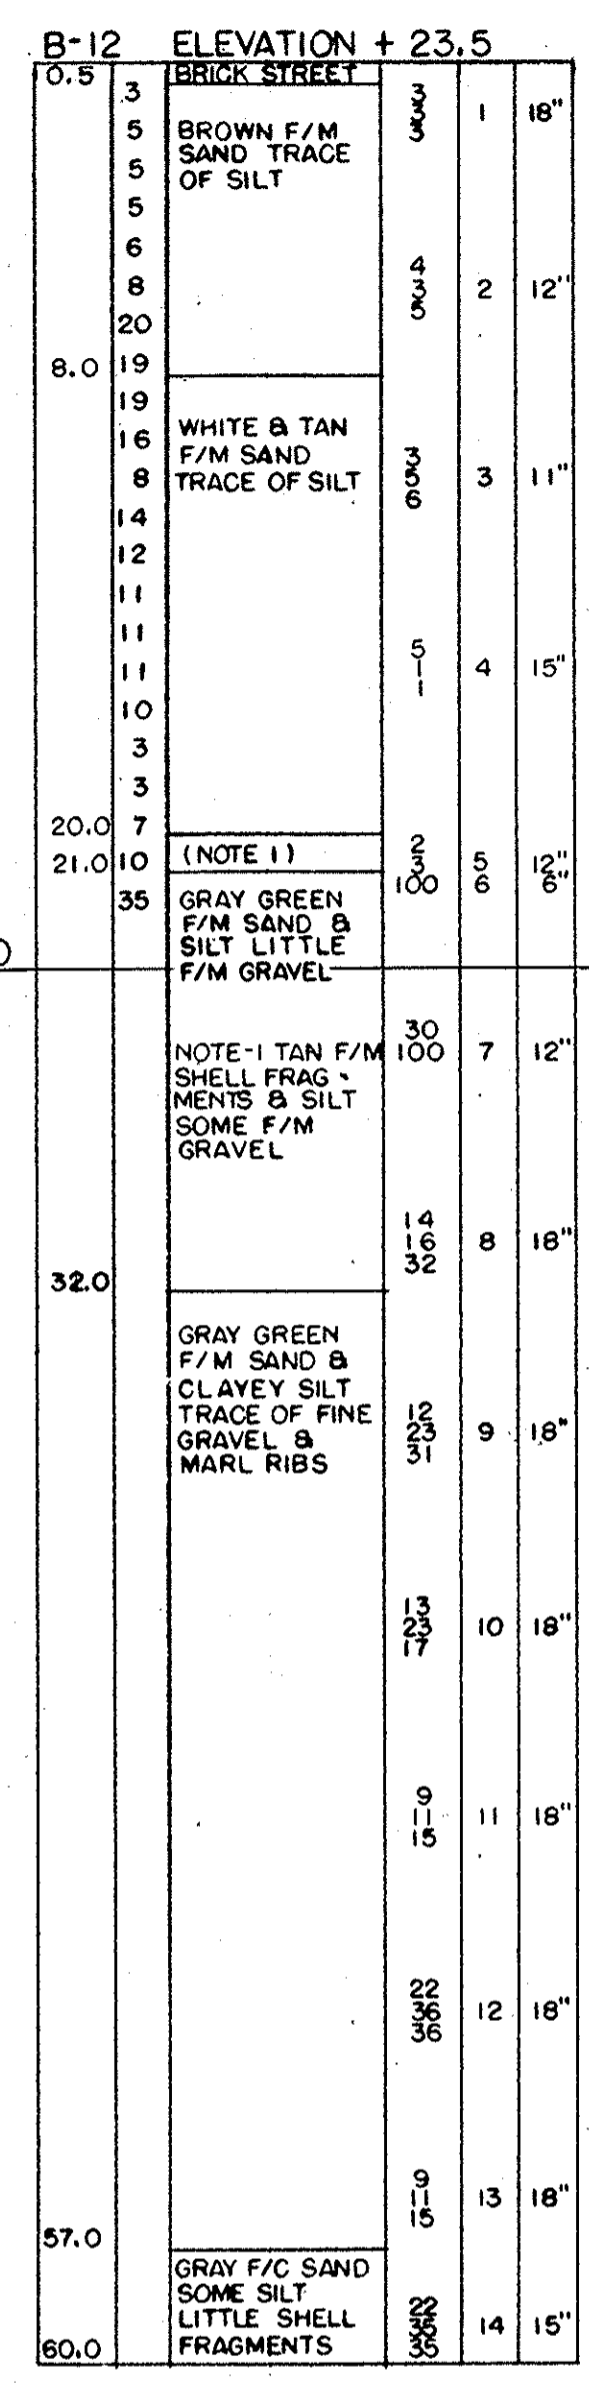 B-12 ELEVATION + 23.5
0.5 BRICK STREET
3
3
3
3 1 18"
5 BROWN F/M
SAND TRACE
5 OF SILT
5
6
4
3
8 2 12"
20
8.0 19
19
16 WHITE & TAN
F/M SAND
8 TRACE OF SILT
3
5
6 3 11"
14
12
11
11
5
1
1 4 15"
11
10
3
3
20.0 7
21.0 10 (NOTE 1)
2
3 5 12"
100 6 6"
35 GRAY GREEN
F/M SAND &
SILT LITTLE
F/M GRAVEL
30
NOTE-1 TAN F/M 100 7 12"
SHELL FRAG-
MENTS & SILT
SOME F/M
GRAVEL
14
16 8 18"
32
32.0
GRAY GREEN
F/M SAND &
CLAYEY SILT
TRACE OF FINE 12
GRAVEL & 23 9 18"
MARL RIBS 31
13
23 10 18"
17
9
11 11 18"
15
22
36 12 18"
36
9
11 13 18"
15
57.0
GRAY F/C SAND
SOME SILT
22
LITTLE SHELL 14 15"
60.0 FRAGMENTS 35